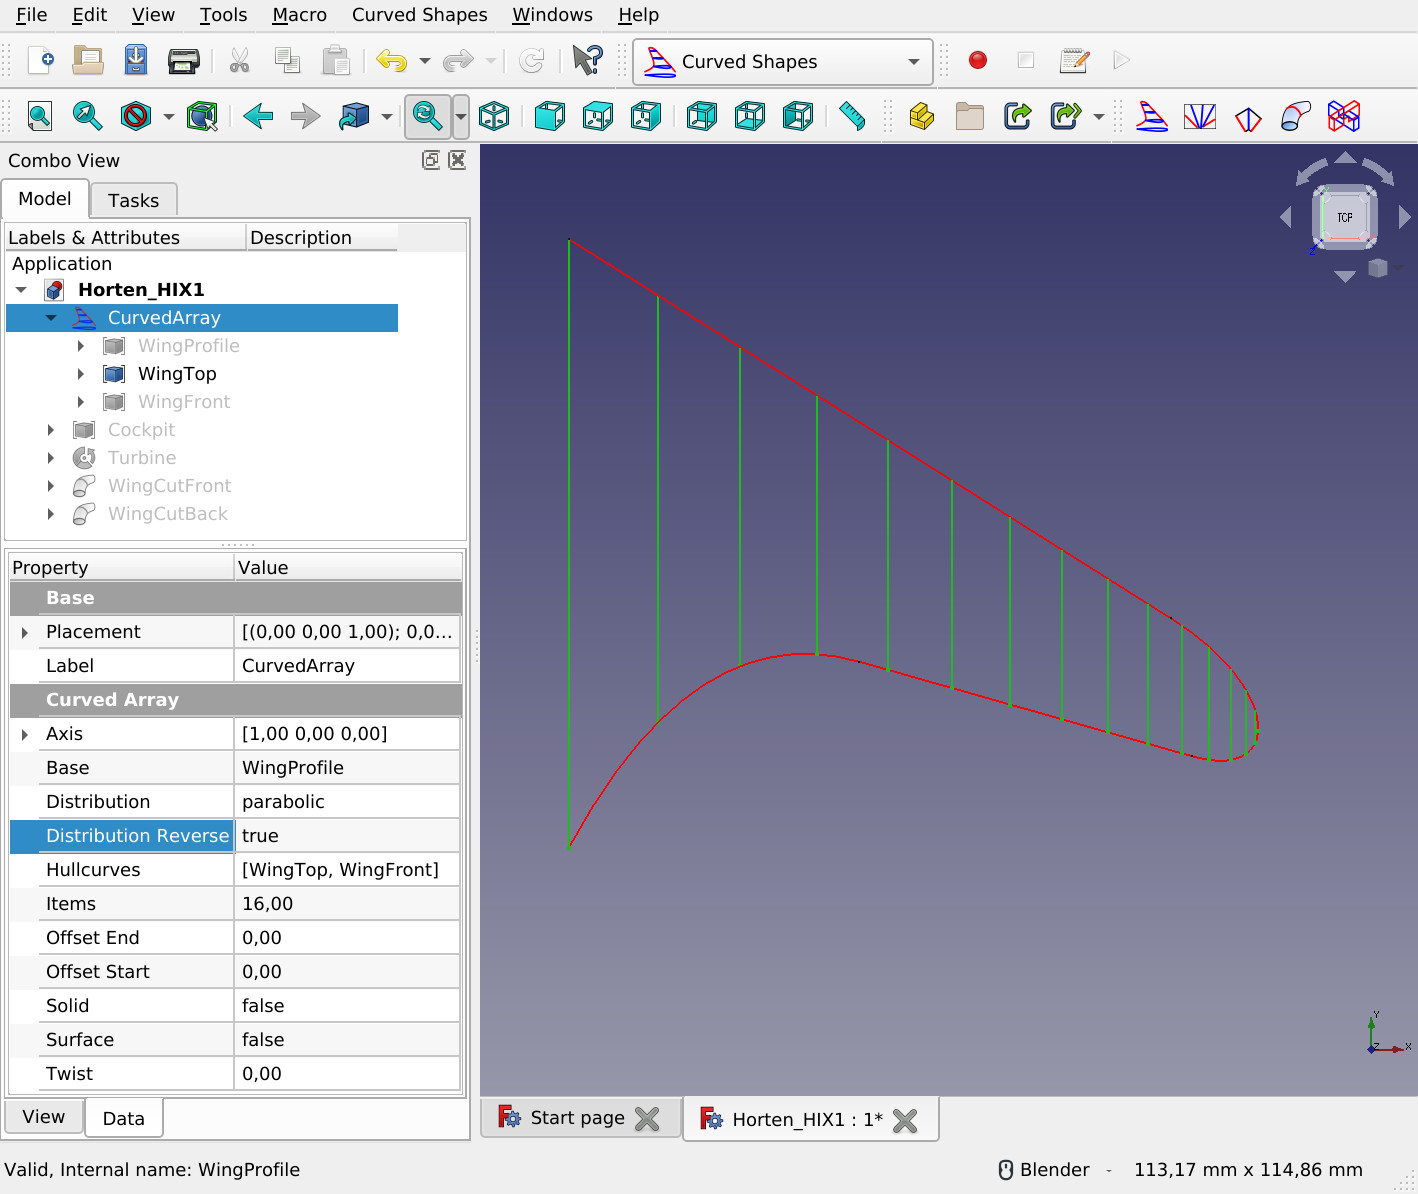 File Edit View Tools Macro Curved Shapes Windows Help
Curved Shapes
Combo View
Model Tasks
Labels & Attributes Description
Application
Horten_HIX1
CurvedArray
WingProfile
WingTop
WingFront
Cockpit
Turbine
WingCutFront
WingCutBack
TOP
Property Value
Base
Placement [(0,00 0,00 1,00); 0,0...
Label CurvedArray
Curved Array
Axis [1,00 0,00 0,00]
Base WingProfile
Distribution parabolic
Distribution Reverse true
Hullcurves [WingTop, WingFront]
Items 16,00
Offset End 0,00
Offset Start 0,00
Solid false
Surface false
Twist 0,00
Y
Z X
View Data
Start page Horten_HIX1 : 1*
Valid, Internal name: WingProfile Blender - 113,17 mm x 114,86 mm